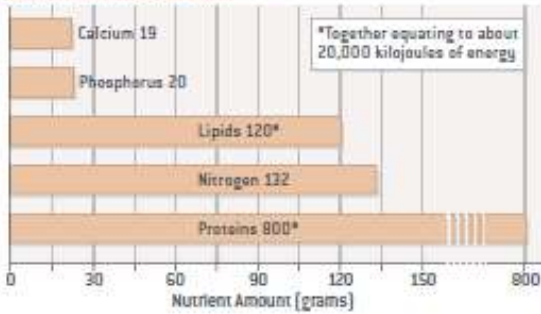 Calcium 19
*Together equating to about
20,000 kilojoules of energy
Phosphorus 20
Lipids 120*
Nitrogen 132
Proteins 800*
0 30 60 90 120 150 800
Nutrient Amount (grams)